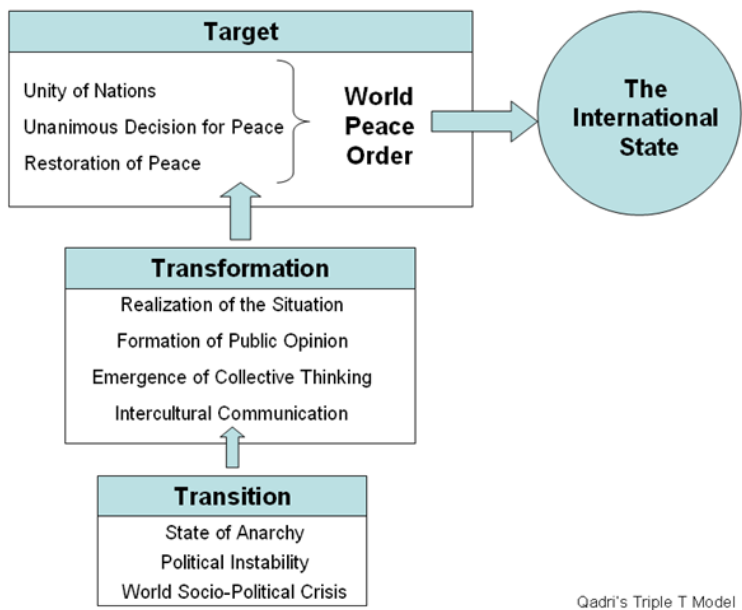 Target
Unity of Nations
Unanimous Decision for Peace
Restoration of Peace
World
Peace
Order
The
International
State
Transformation
Realization of the Situation
Formation of Public Opinion
Emergence of Collective Thinking
Intercultural Communication
Transition
State of Anarchy
Political Instability
World Socio-Political Crisis
Qadri's Triple T Model